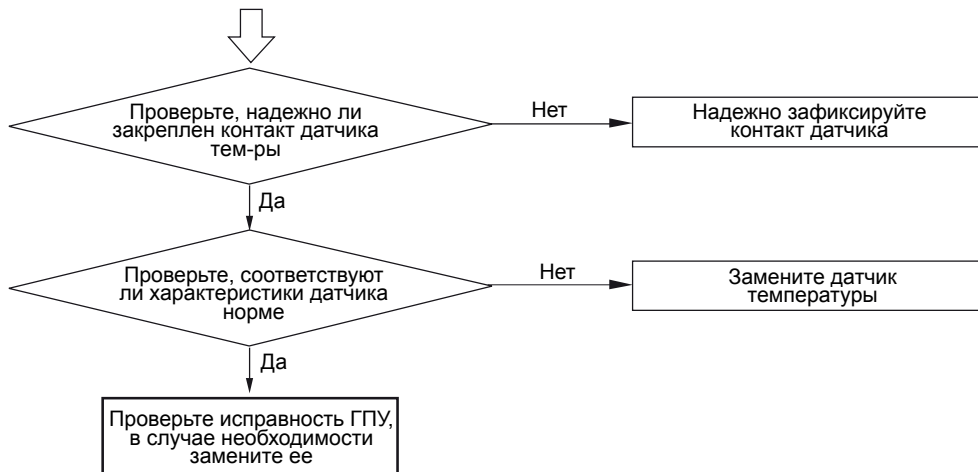 Проверьте, надежно ли
закреплен контакт датчика
тем-ры
Нет
Надежно зафиксируйте
контакт датчика
Да
Проверьте, соответствуют
ли характеристики датчика
норме
Нет
Замените датчик
температуры
Да
Проверьте исправность ГПУ,
в случае необходимости
замените ее